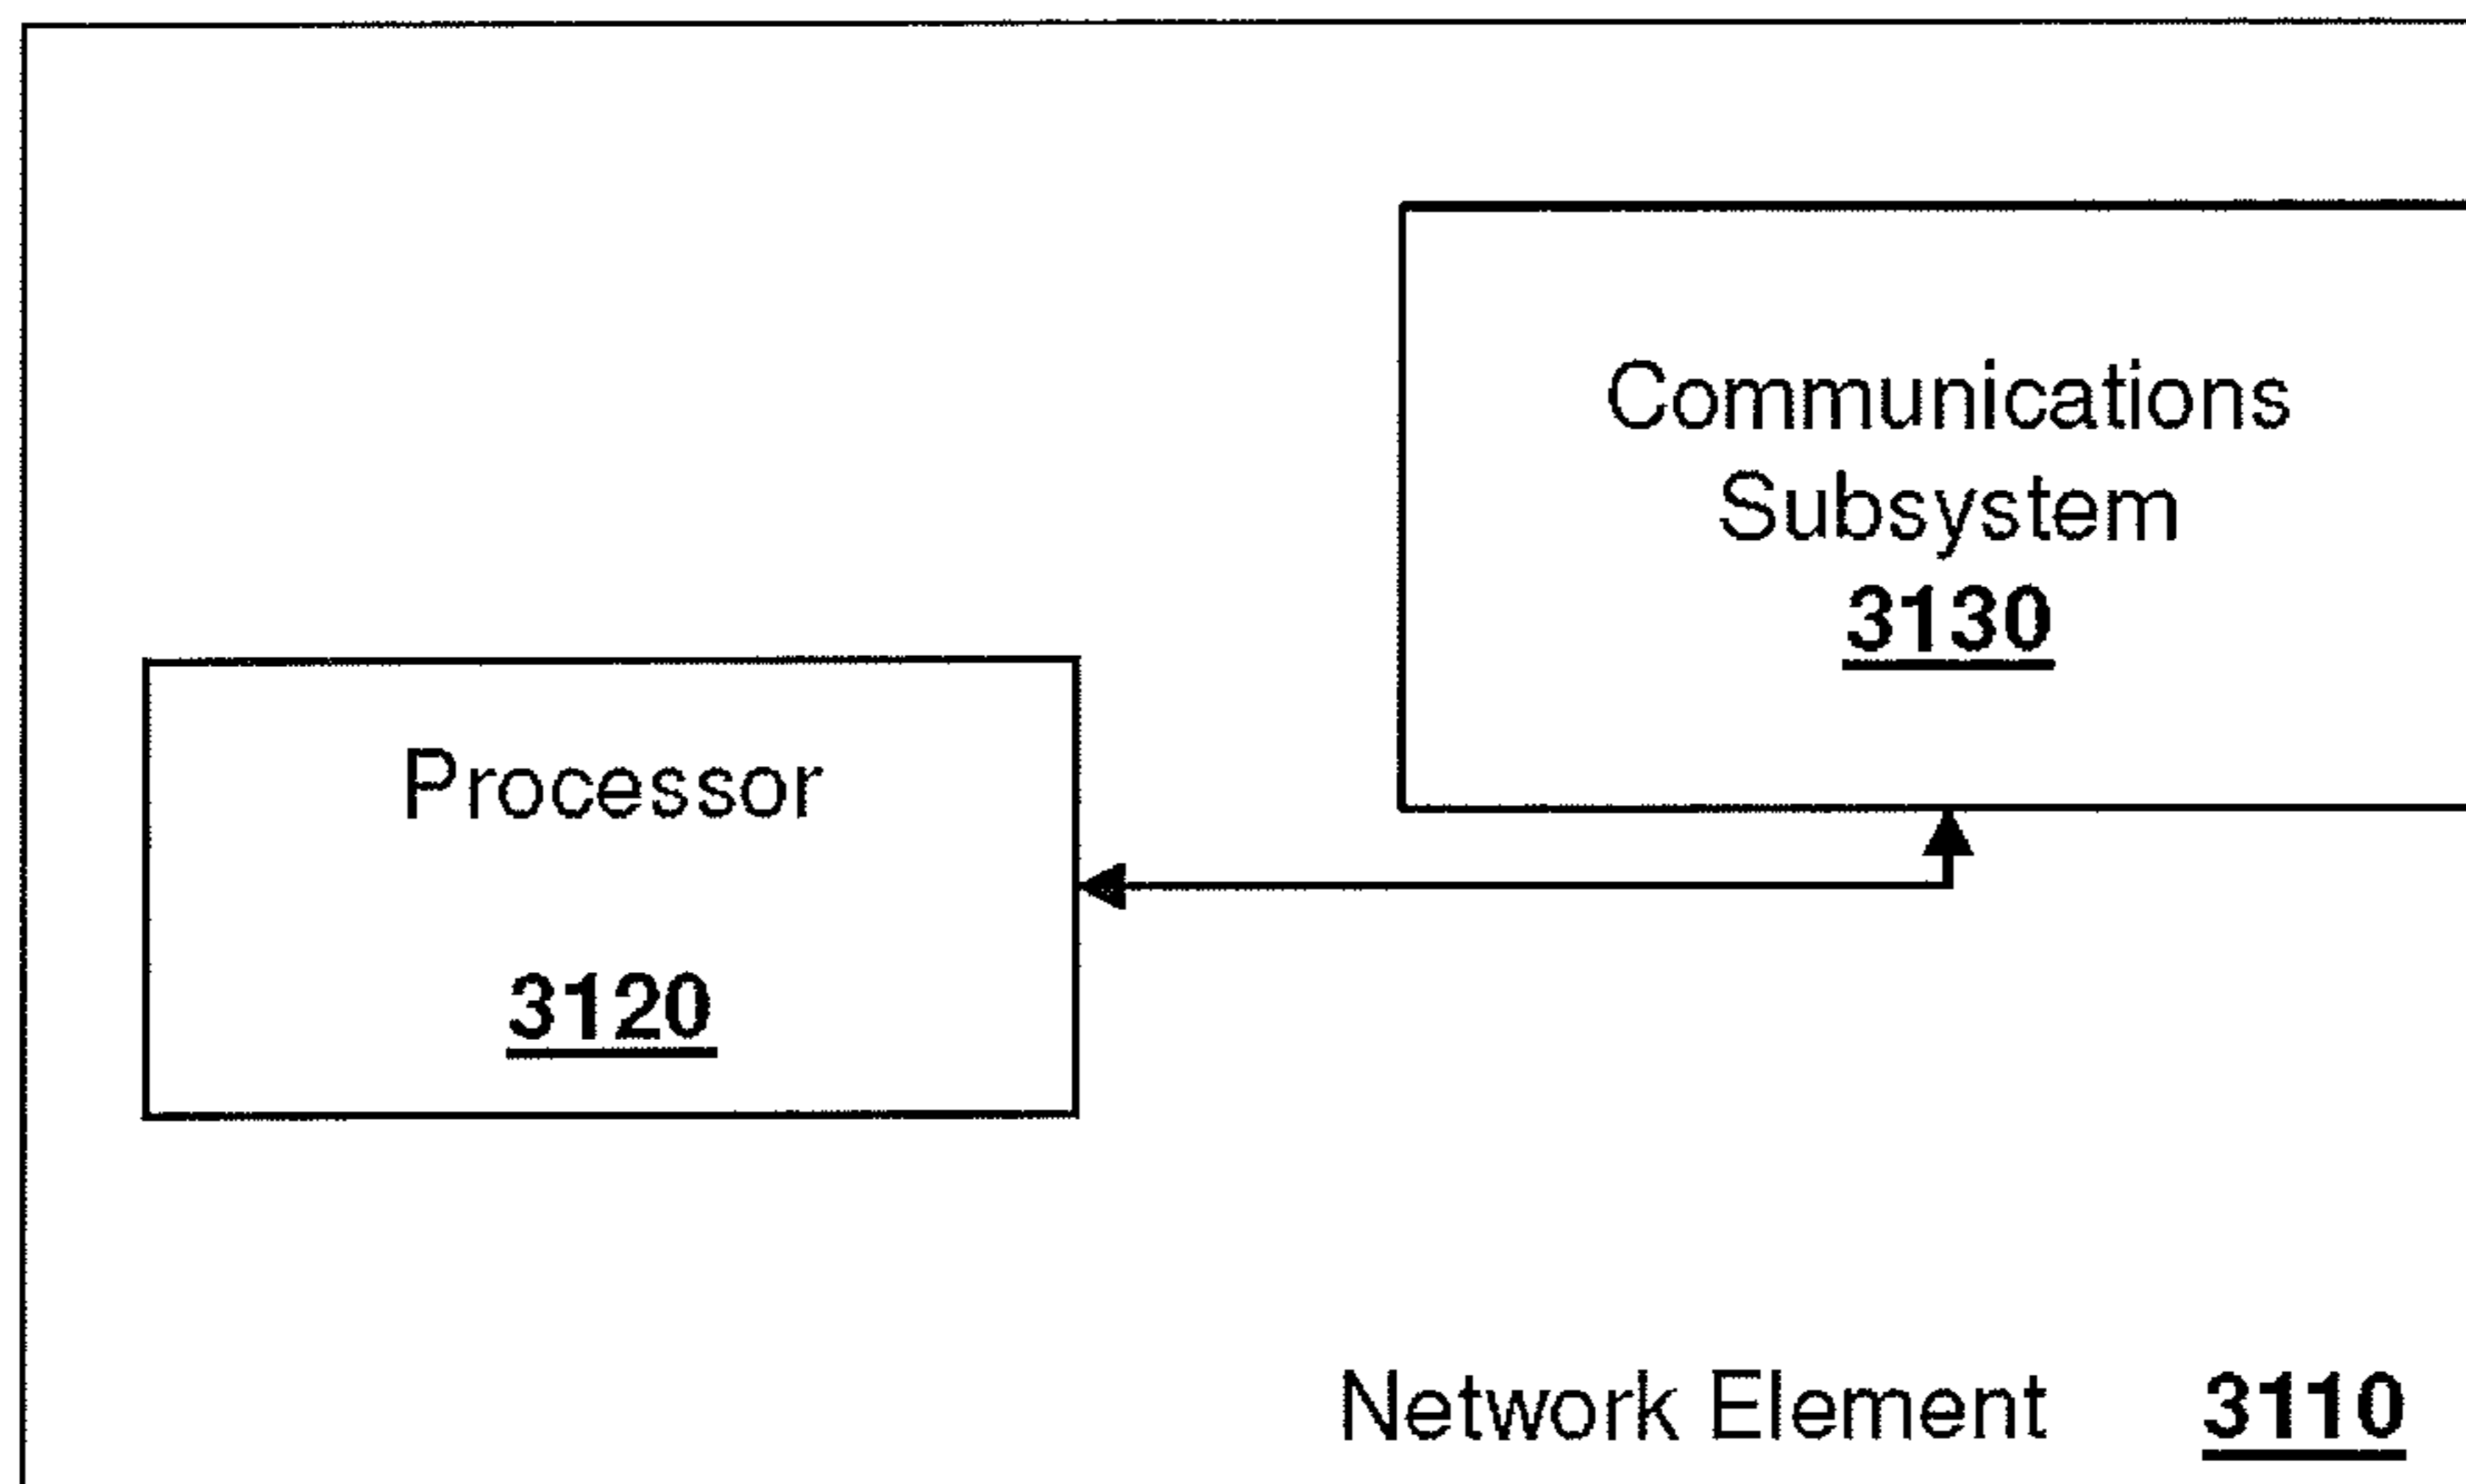 Communications
Subsystem
3130
Processor
3120
Network Element 3110